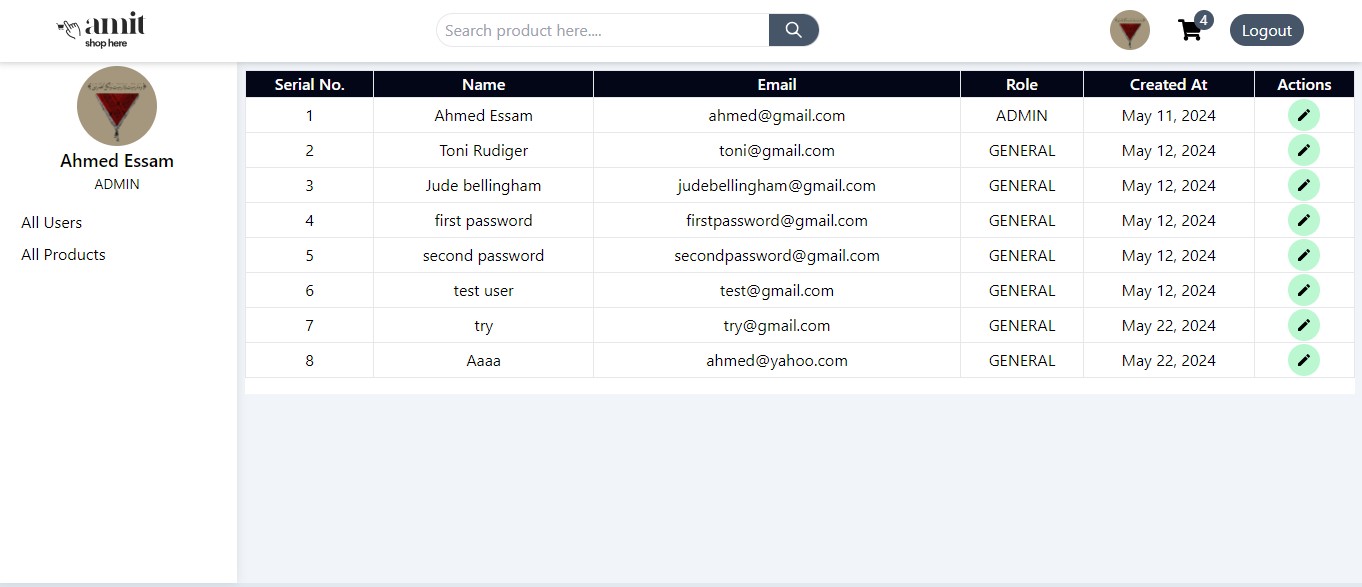 amit
shop here
Search product here....
4
Logout
Ahmed Essam
ADMIN
All Users
All Products
Serial No. Name Email Role Created At Actions
1 Ahmed Essam ahmed@gmail.com ADMIN May 11, 2024
2 Toni Rudiger toni@gmail.com GENERAL May 12, 2024
3 Jude bellingham judebellingham@gmail.com GENERAL May 12, 2024
4 first password firstpassword@gmail.com GENERAL May 12, 2024
5 second password secondpassword@gmail.com GENERAL May 12, 2024
6 test user test@gmail.com GENERAL May 12, 2024
7 try try@gmail.com GENERAL May 22, 2024
8 Aaaa ahmed@yahoo.com GENERAL May 22, 2024